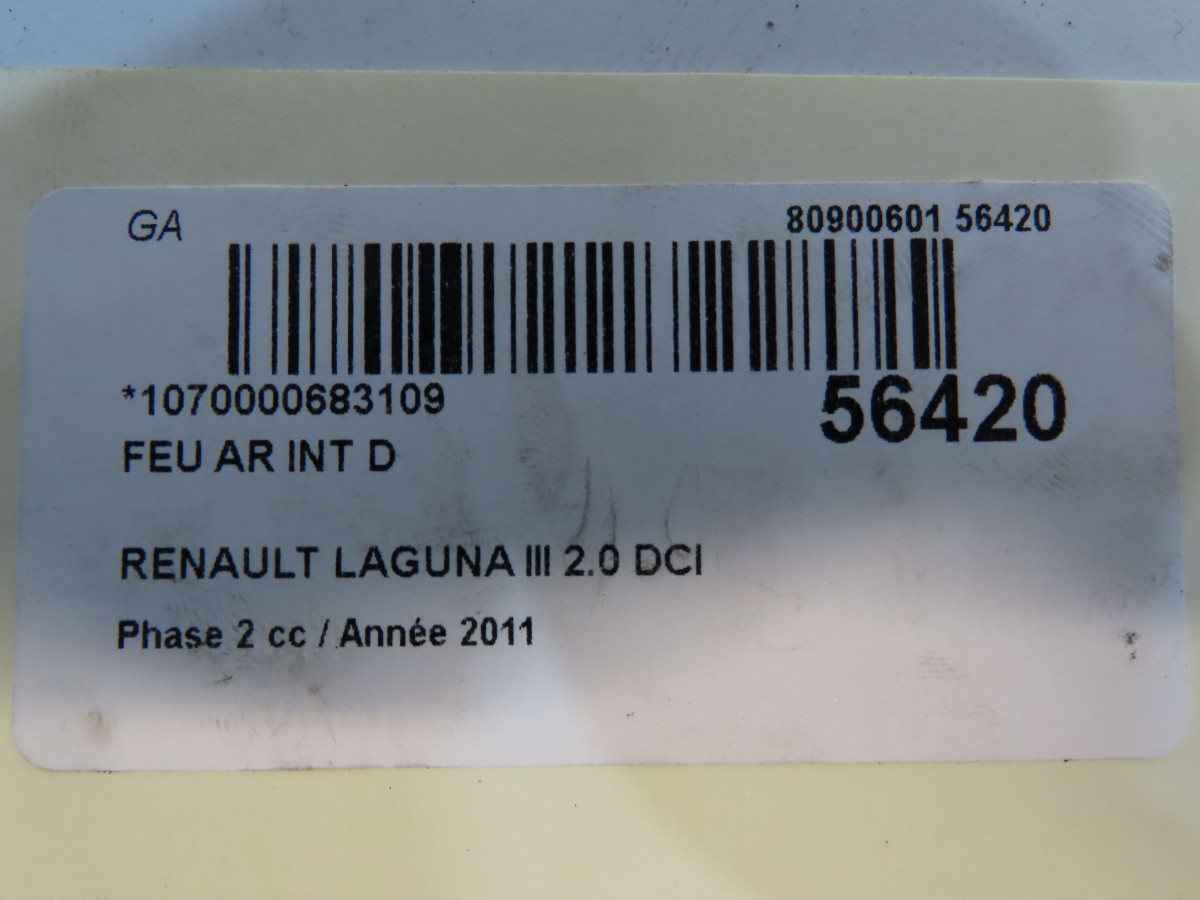 GA 80900601 56420
*1070000683109 56420
FEU AR INT D
RENAULT LAGUNA III 2.0 DCI
Phase 2 cc / Année 2011